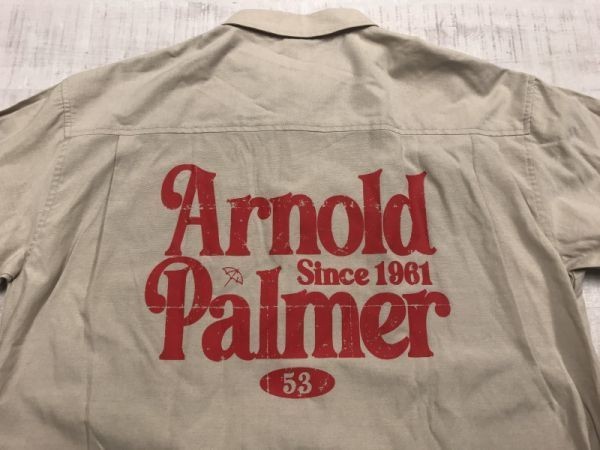 Arnold
Since 1961
Palmer
53